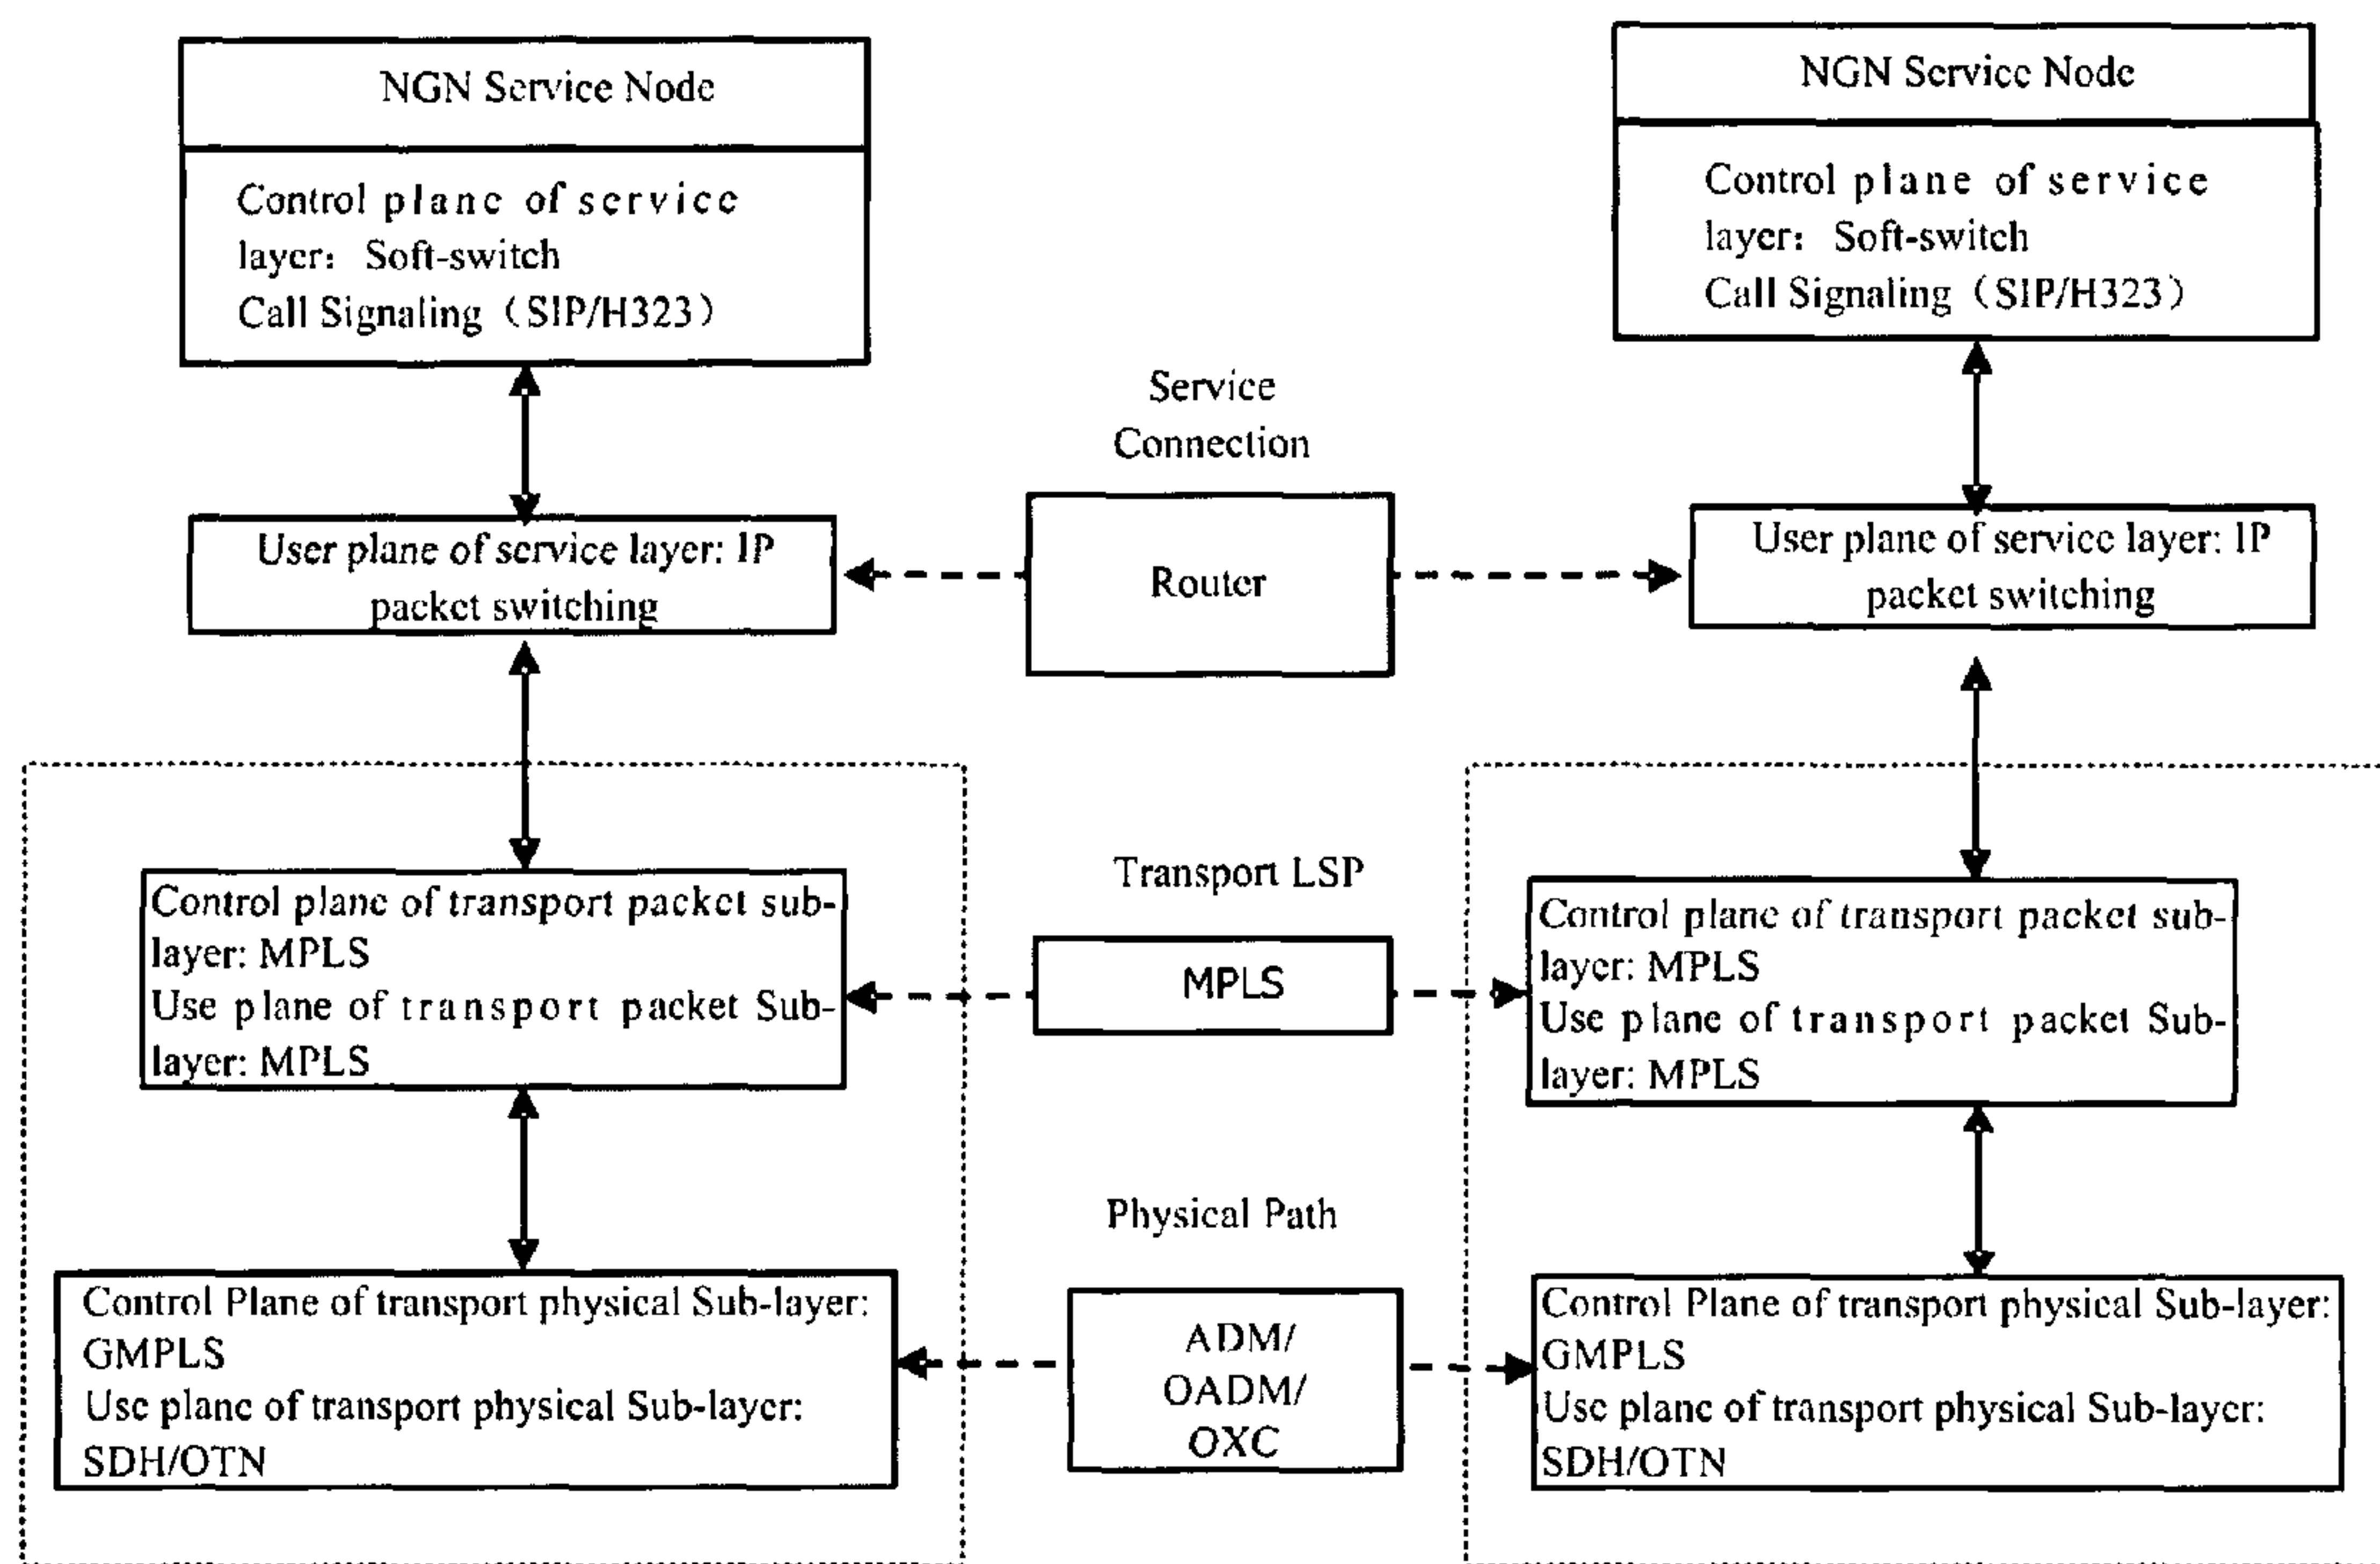 NGN Service Node
Control plane of service
layer： Soft-switch
Call Signaling（SIP/H323）
NGN Service Node
Control plane of service
layer： Soft-switch
Call Signaling（SIP/H323）
Service
Connection
User plane of service layer: IP
packet switching
Router
User plane of service layer: IP
packet switching
Transport LSP
Control plane of transport packet sub-
layer: MPLS
Use plane of transport packet Sub-
layer: MPLS
MPLS
Control plane of transport packet sub-
layer: MPLS
Use plane of transport packet Sub-
layer: MPLS
Physical Path
Control Plane of transport physical Sub-layer:
GMPLS
Use plane of transport physical Sub-layer:
SDH/OTN
ADM/
OADM/
OXC
Control Plane of transport physical Sub-layer:
GMPLS
Use plane of transport physical Sub-layer:
SDH/OTN